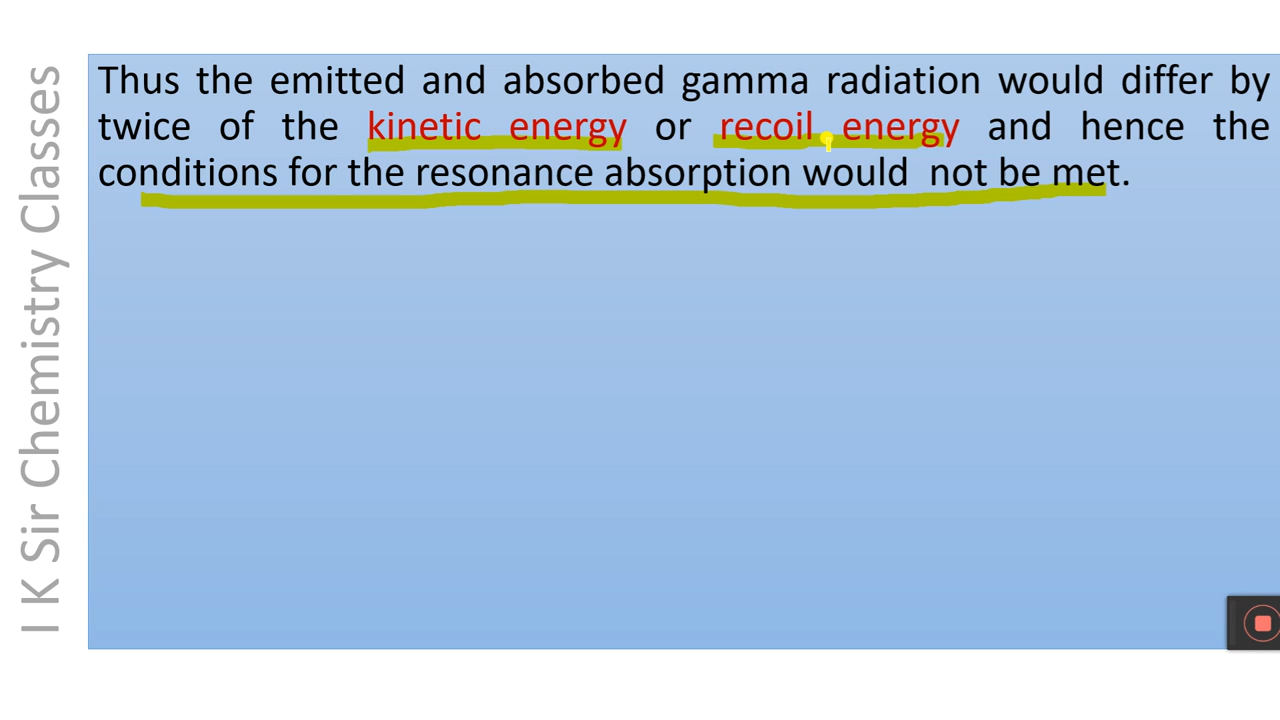 I K Sir Chemistry Classes
Thus the emitted and absorbed gamma radiation would differ by
twice of the kinetic energy or recoil energy and hence the
conditions for the resonance absorption would not be met.